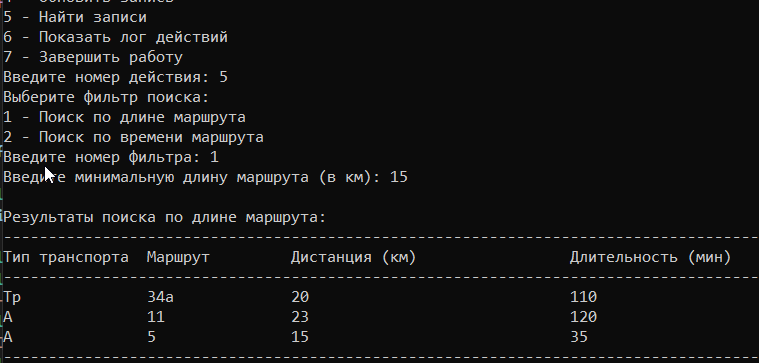 5 - Найти записи
6 - Показать лог действий
7 - Завершить работу
Введите номер действия: 5
Выберите фильтр поиска:
1 - Поиск по длине маршрута
2 - Поиск по времени маршрута
Введите номер фильтра: 1
Введите минимальную длину маршрута (в км): 15
Результаты поиска по длине маршрута:
Тип транспорта Маршрут Дистанция (км) Длительность (мин)
Тр 34а 20 110
А 11 23 120
А 5 15 35